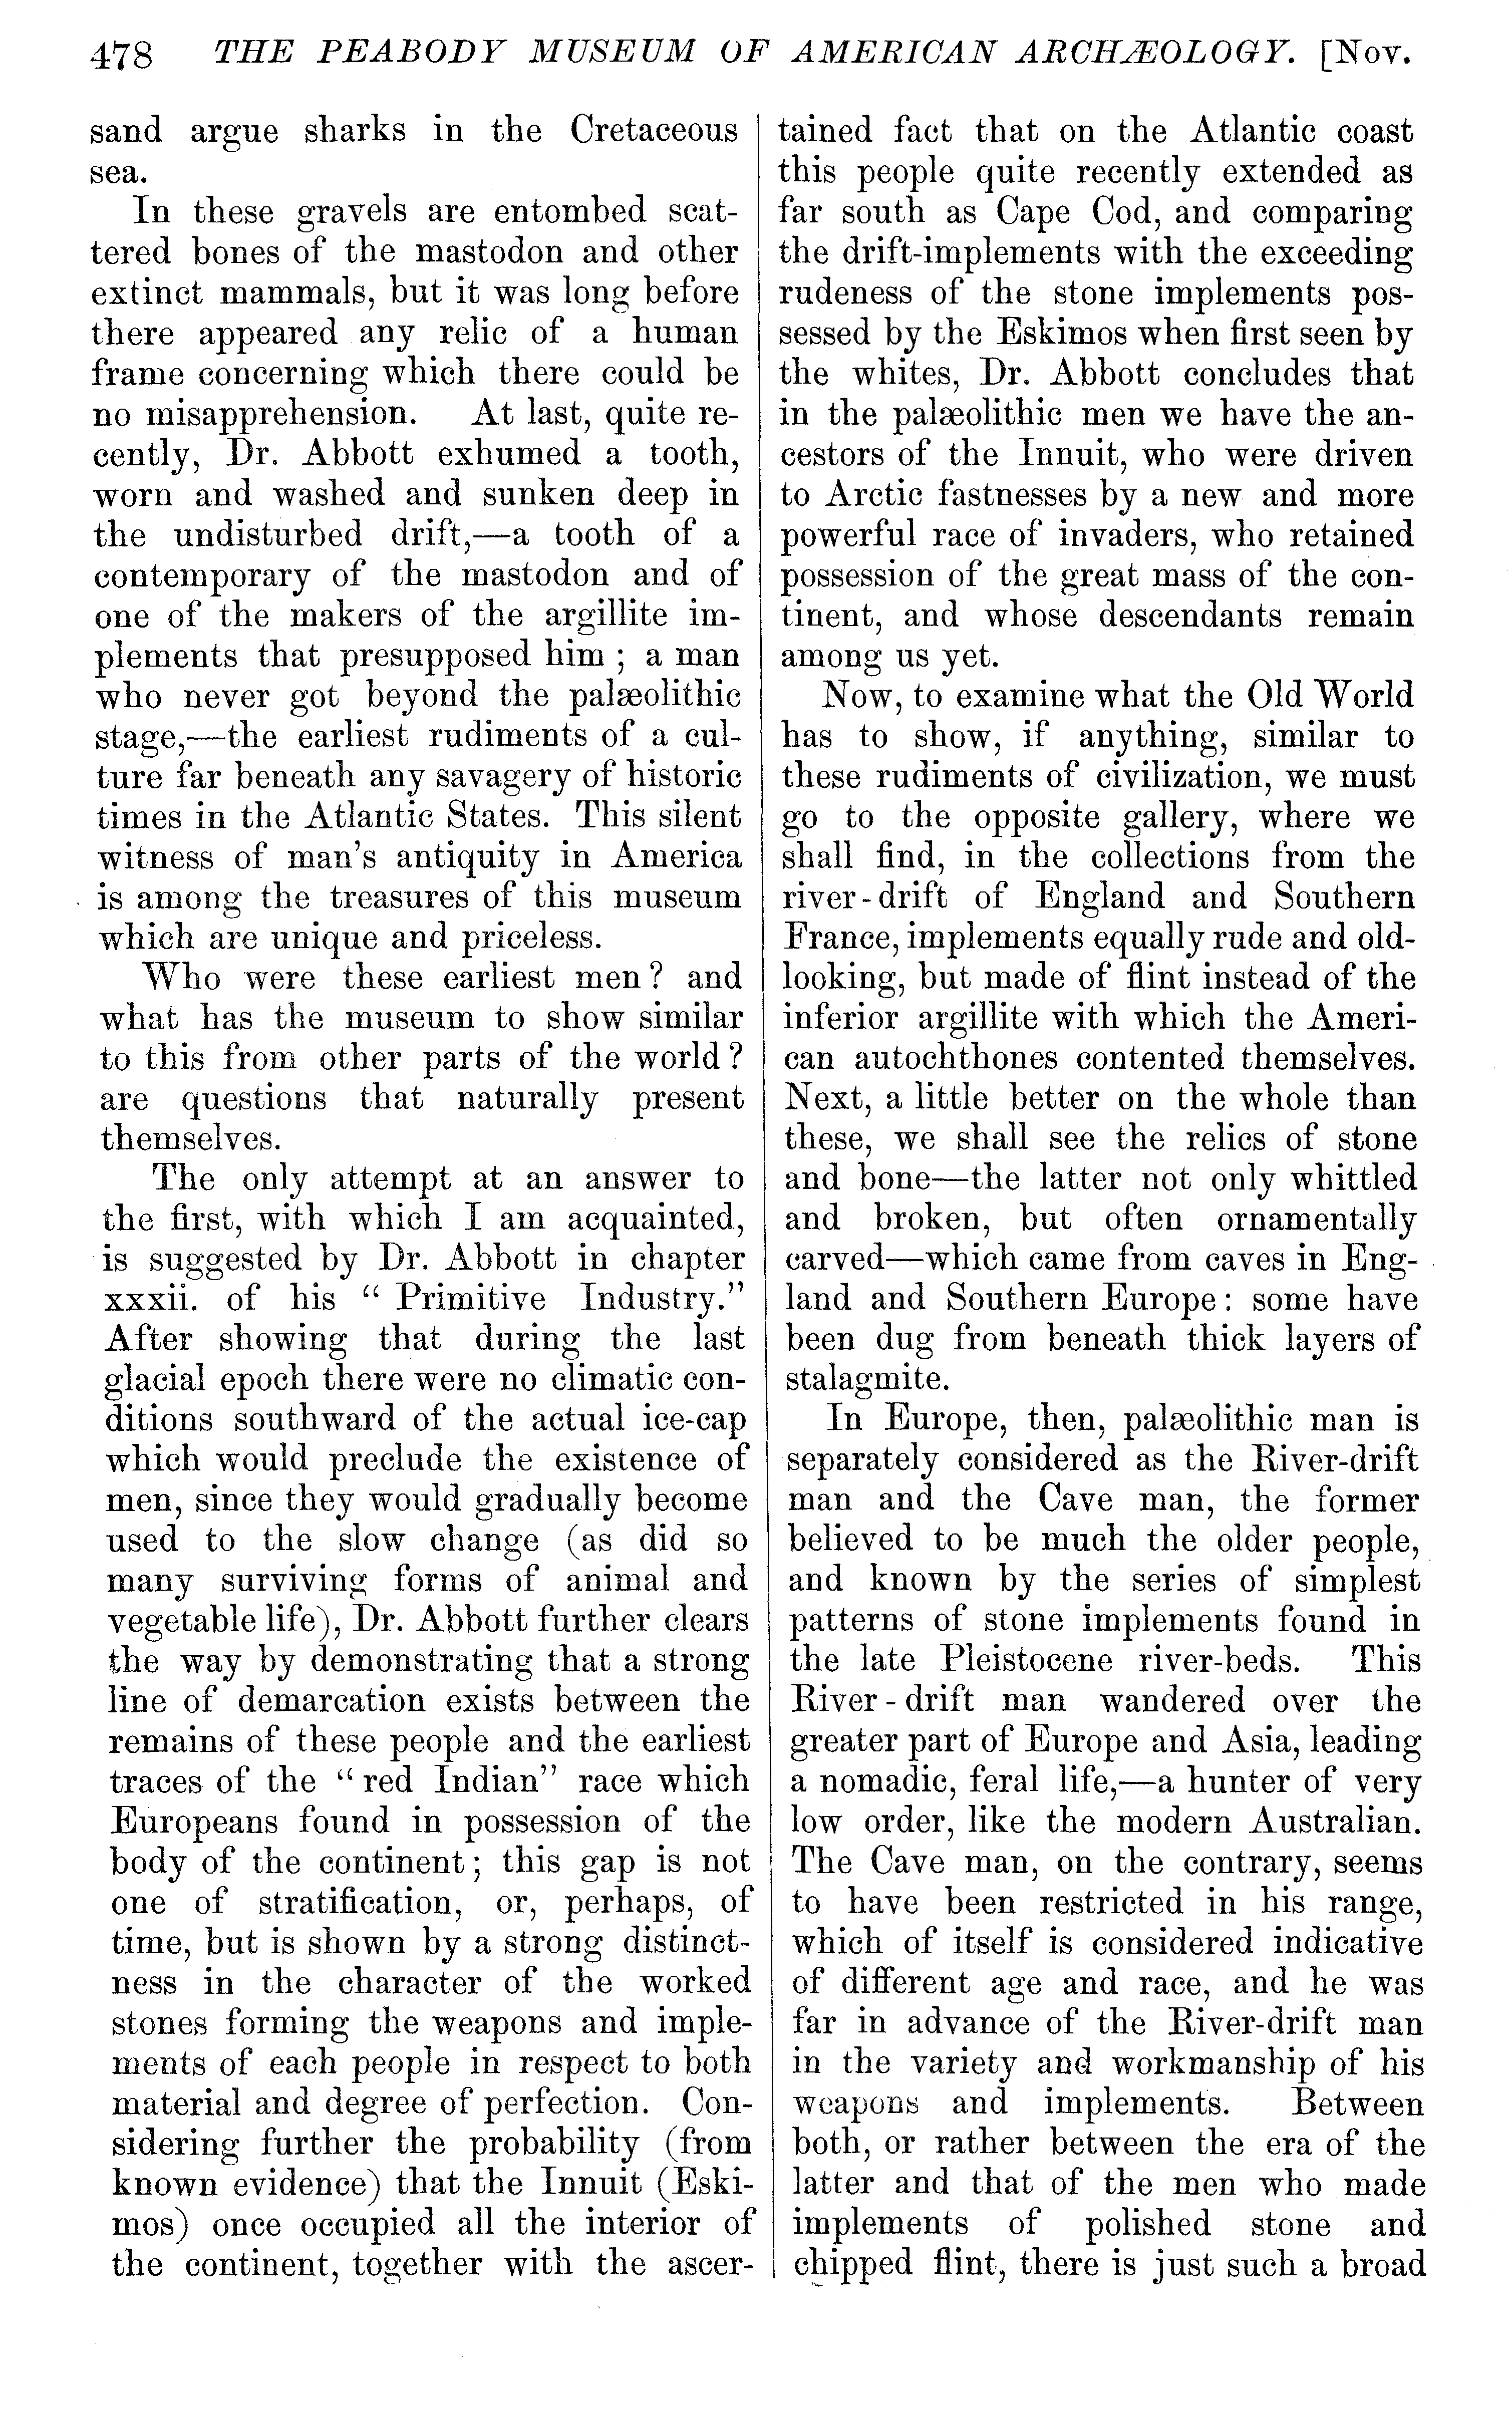 478 THE PEABODY MUSEUM OF AMERICAN ARCHÆOLOGY. [Nov.
sand argue sharks in the Cretaceous
sea.
In these gravels are entombed scat-
tered bones of the mastodon and other
extinct mammals, but it was long before
there appeared any relic of a human
frame concerning which there could be
no misapprehension. At last, quite re-
cently, Dr. Abbott exhumed a tooth,
worn and washed and sunken deep in
the undisturbed drift,—a tooth of a
contemporary of the mastodon and of
one of the makers of the argillite im-
plements that presupposed him ; a man
who never got beyond the palæolithic
stage,—the earliest rudiments of a cul-
ture far beneath any savagery of historic
times in the Atlantic States. This silent
witness of man's antiquity in America
is among the treasures of this museum
which are unique and priceless.
Who were these earliest men ? and
what has the museum to show similar
to this from other parts of the world ?
are questions that naturally present
themselves.
The only attempt at an answer to
the first, with which I am acquainted,
is suggested by Dr. Abbott in chapter
xxxii. of his “ Primitive Industry.”
After showing that during the last
glacial epoch there were no climatic con-
ditions southward of the actual ice-cap
which would preclude the existence of
men, since they would gradually become
used to the slow change (as did so
many surviving forms of animal and
vegetable life), Dr. Abbott further clears
the way by demonstrating that a strong
line of demarcation exists between the
remains of these people and the earliest
traces of the “ red Indian” race which
Europeans found in possession of the
body of the continent ; this gap is not
one of stratification, or, perhaps, of
time, but is shown by a strong distinct-
ness in the character of the worked
stones forming the weapons and imple-
ments of each people in respect to both
material and degree of perfection. Con-
sidering further the probability (from
known evidence) that the Innuit (Eski-
mos) once occupied all the interior of
the continent, together with the ascer-
tained fact that on the Atlantic coast
this people quite recently extended as
far south as Cape Cod, and comparing
the drift-implements with the exceeding
rudeness of the stone implements pos-
sessed by the Eskimos when first seen by
the whites, Dr. Abbott concludes that
in the palæolithic men we have the an-
cestors of the Innuit, who were driven
to Arctic fastnesses by a new and more
powerful race of invaders, who retained
possession of the great mass of the con-
tinent, and whose descendants remain
among us yet.
Now, to examine what the Old World
has to show, if anything, similar to
these rudiments of civilization, we must
go to the opposite gallery, where we
shall find, in the collections from the
river-drift of England and Southern
France, implements equally rude and old-
looking, but made of flint instead of the
inferior argillite with which the Ameri-
can autochthones contented themselves.
Next, a little better on the whole than
these, we shall see the relics of stone
and bone—the latter not only whittled
and broken, but often ornamentally
carved—which came from caves in Eng-
land and Southern Europe : some have
been dug from beneath thick layers of
stalagmite.
In Europe, then, palæolithic man is
separately considered as the River-drift
man and the Cave man, the former
believed to be much the older people,
and known by the series of simplest
patterns of stone implements found in
the late Pleistocene river-beds. This
River-drift man wandered over the
greater part of Europe and Asia, leading
a nomadic, feral life,—a hunter of very
low order, like the modern Australian.
The Cave man, on the contrary, seems
to have been restricted in his range,
which of itself is considered indicative
of different age and race, and he was
far in advance of the River-drift man
in the variety and workmanship of his
weapons and implements. Between
both, or rather between the era of the
latter and that of the men who made
implements of polished stone and
chipped flint, there is just such a broad